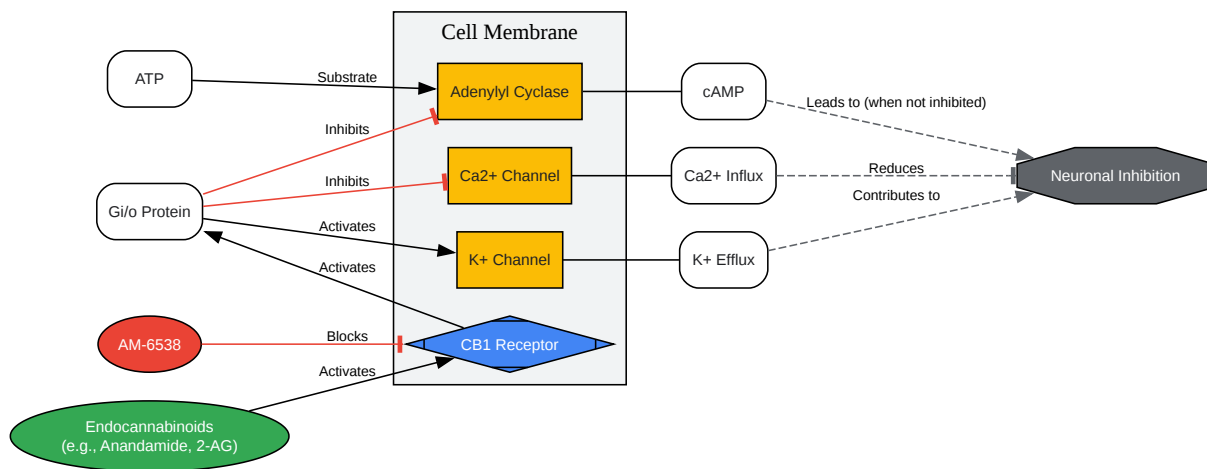 Cell Membrane
ATP
Substrate
Adenylyl Cyclase
cAMP
Leads to (when not inhibited)
Inhibits
Inhibits
Ca2+ Channel
Ca2+ Influx
Reduces
Neuronal Inhibition
Contributes to
Gi/o Protein
Activates
K+ Channel
K+ Efflux
Activates
AM-6538
Blocks
CB1 Receptor
Activates
Endocannabinoids
(e.g., Anandamide, 2-AG)